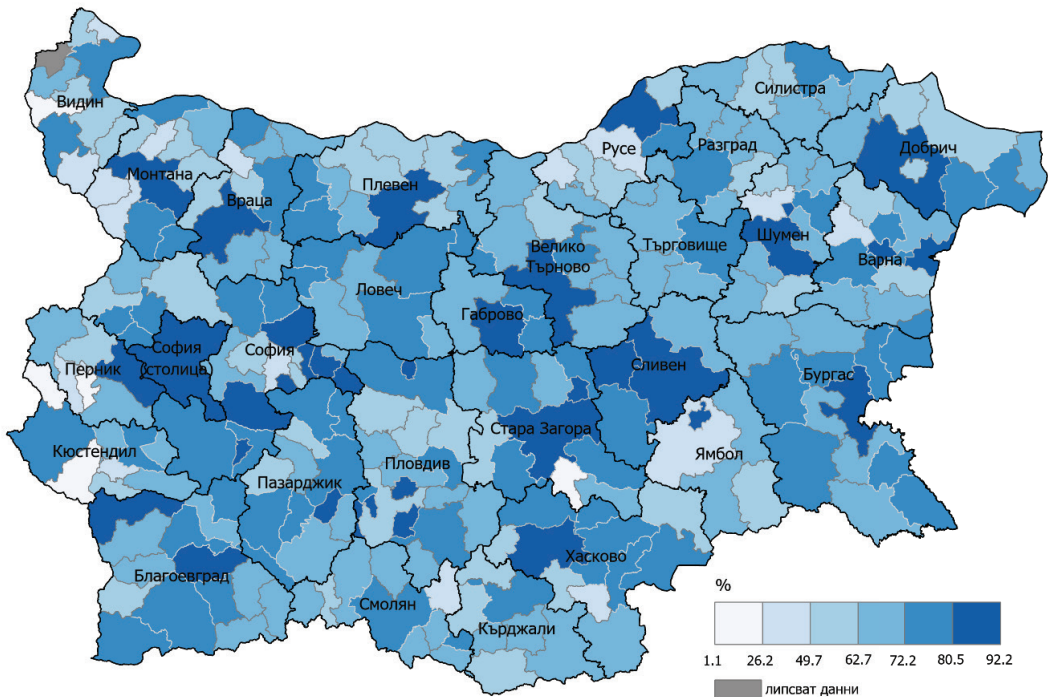 Силистра
Видин
Русе
Разград
Добрич
Монтана
Плевен
Враца
Шумен
Велико
Търново
Търговище
Варна
Ловеч
Габрово
София
(столица)
София
Перник
Сливен
Бургас
Стара Загора
Кюстендил
Ямбол
Пловдив
Пазарджик
Хасково
Благоевград
Смолян
Кърджали
%
1.1 26.2 49.7 62.7 72.2 80.5 92.2
липсват данни